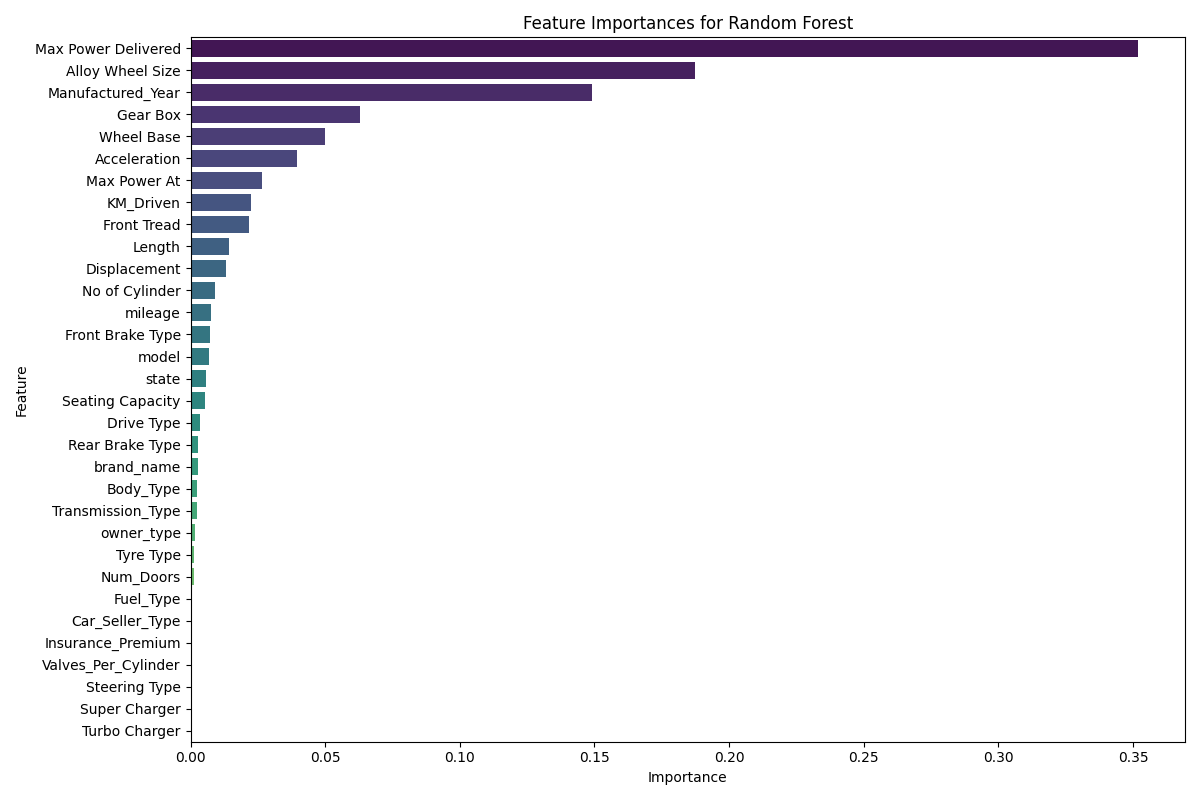 Feature Importances for Random Forest
Max Power Delivered
Alloy Wheel Size
Manufactured_Year
Gear Box
Wheel Base
Acceleration
Max Power At
KM_Driven
Front Tread
Length
Displacement
No of Cylinder
mileage
Front Brake Type
model
state
Seating Capacity
Drive Type
Rear Brake Type
brand_name
Body_Type
Transmission_Type
owner_type
Tyre Type
Num_Doors
Fuel_Type
Car_Seller_Type
Insurance_Premium
Valves_Per_Cylinder
Steering Type
Super Charger
Turbo Charger
Feature
0.00 0.05 0.10 0.15 0.20 0.25 0.30 0.35
Importance